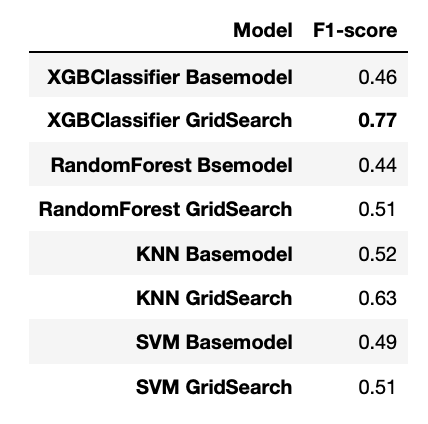 Model F1-score
XGBClassifier Basemodel 0.46
XGBClassifier GridSearch 0.77
RandomForest Bsemodel 0.44
RandomForest GridSearch 0.51
KNN Basemodel 0.52
KNN GridSearch 0.63
SVM Basemodel 0.49
SVM GridSearch 0.51